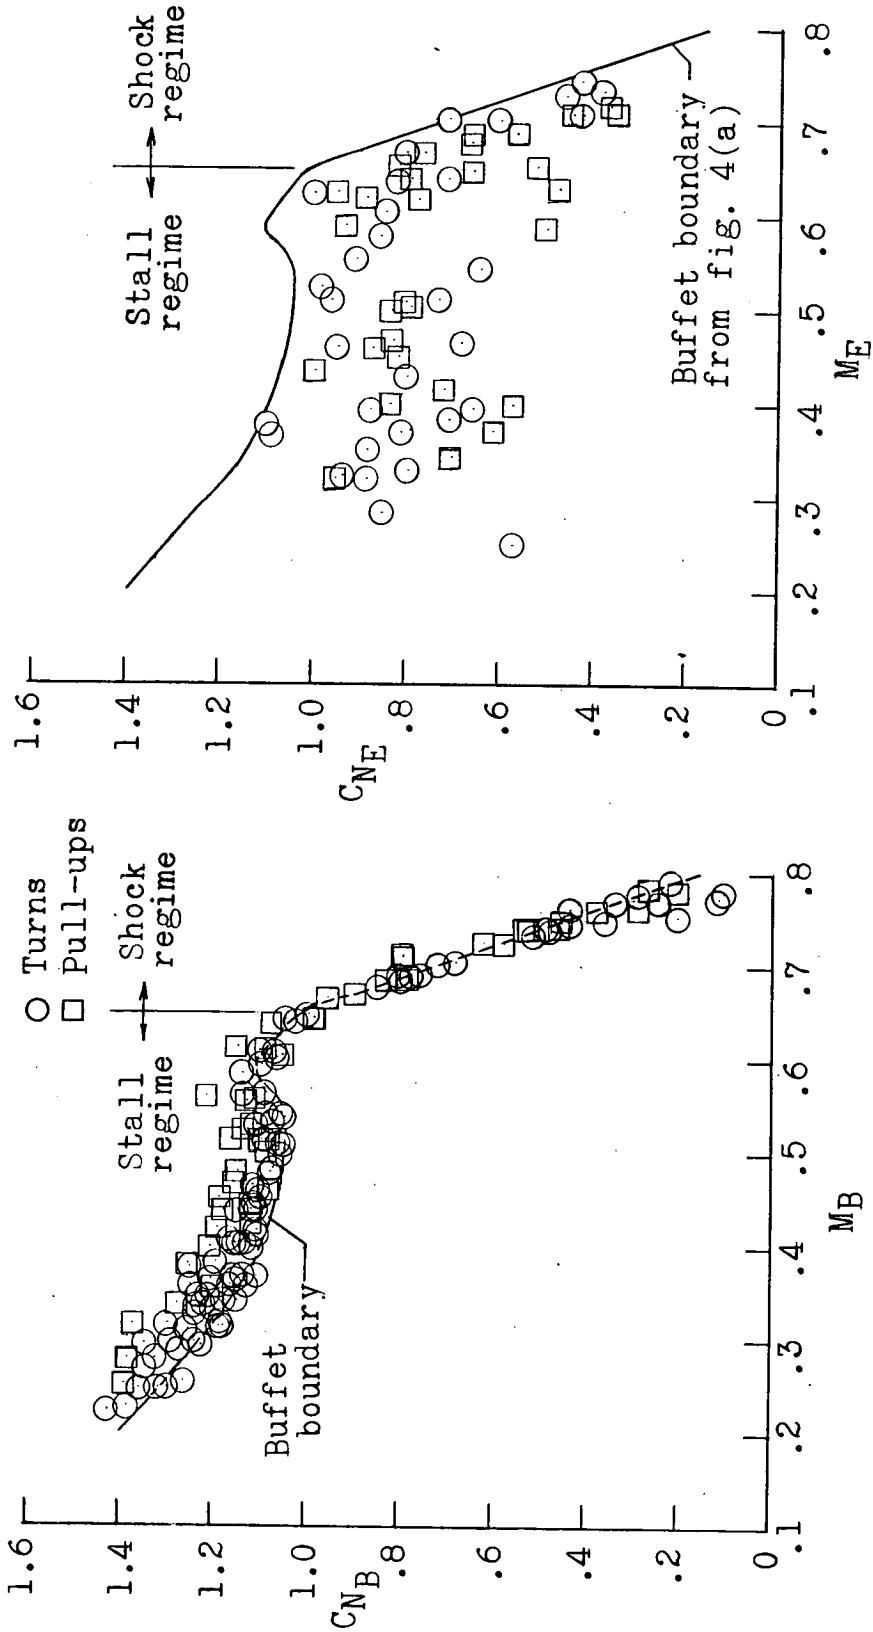 ○ Turns
□ Pull-ups
Stall regime
Shock regime
1.6
1.4
1.2
1.0
.8
.6
.4
.2
0
C_{N_B}
Buffet boundary
.1
.2
.3
.4
.5
.6
.7
.8
M_B
Stall regime
Shock regime
1.6
1.4
1.2
1.0
.8
.6
.4
.2
0
C_{N_E}
Buffet boundary
from fig. 4(a)
.1
.2
.3
.4
.5
.6
.7
.8
M_E